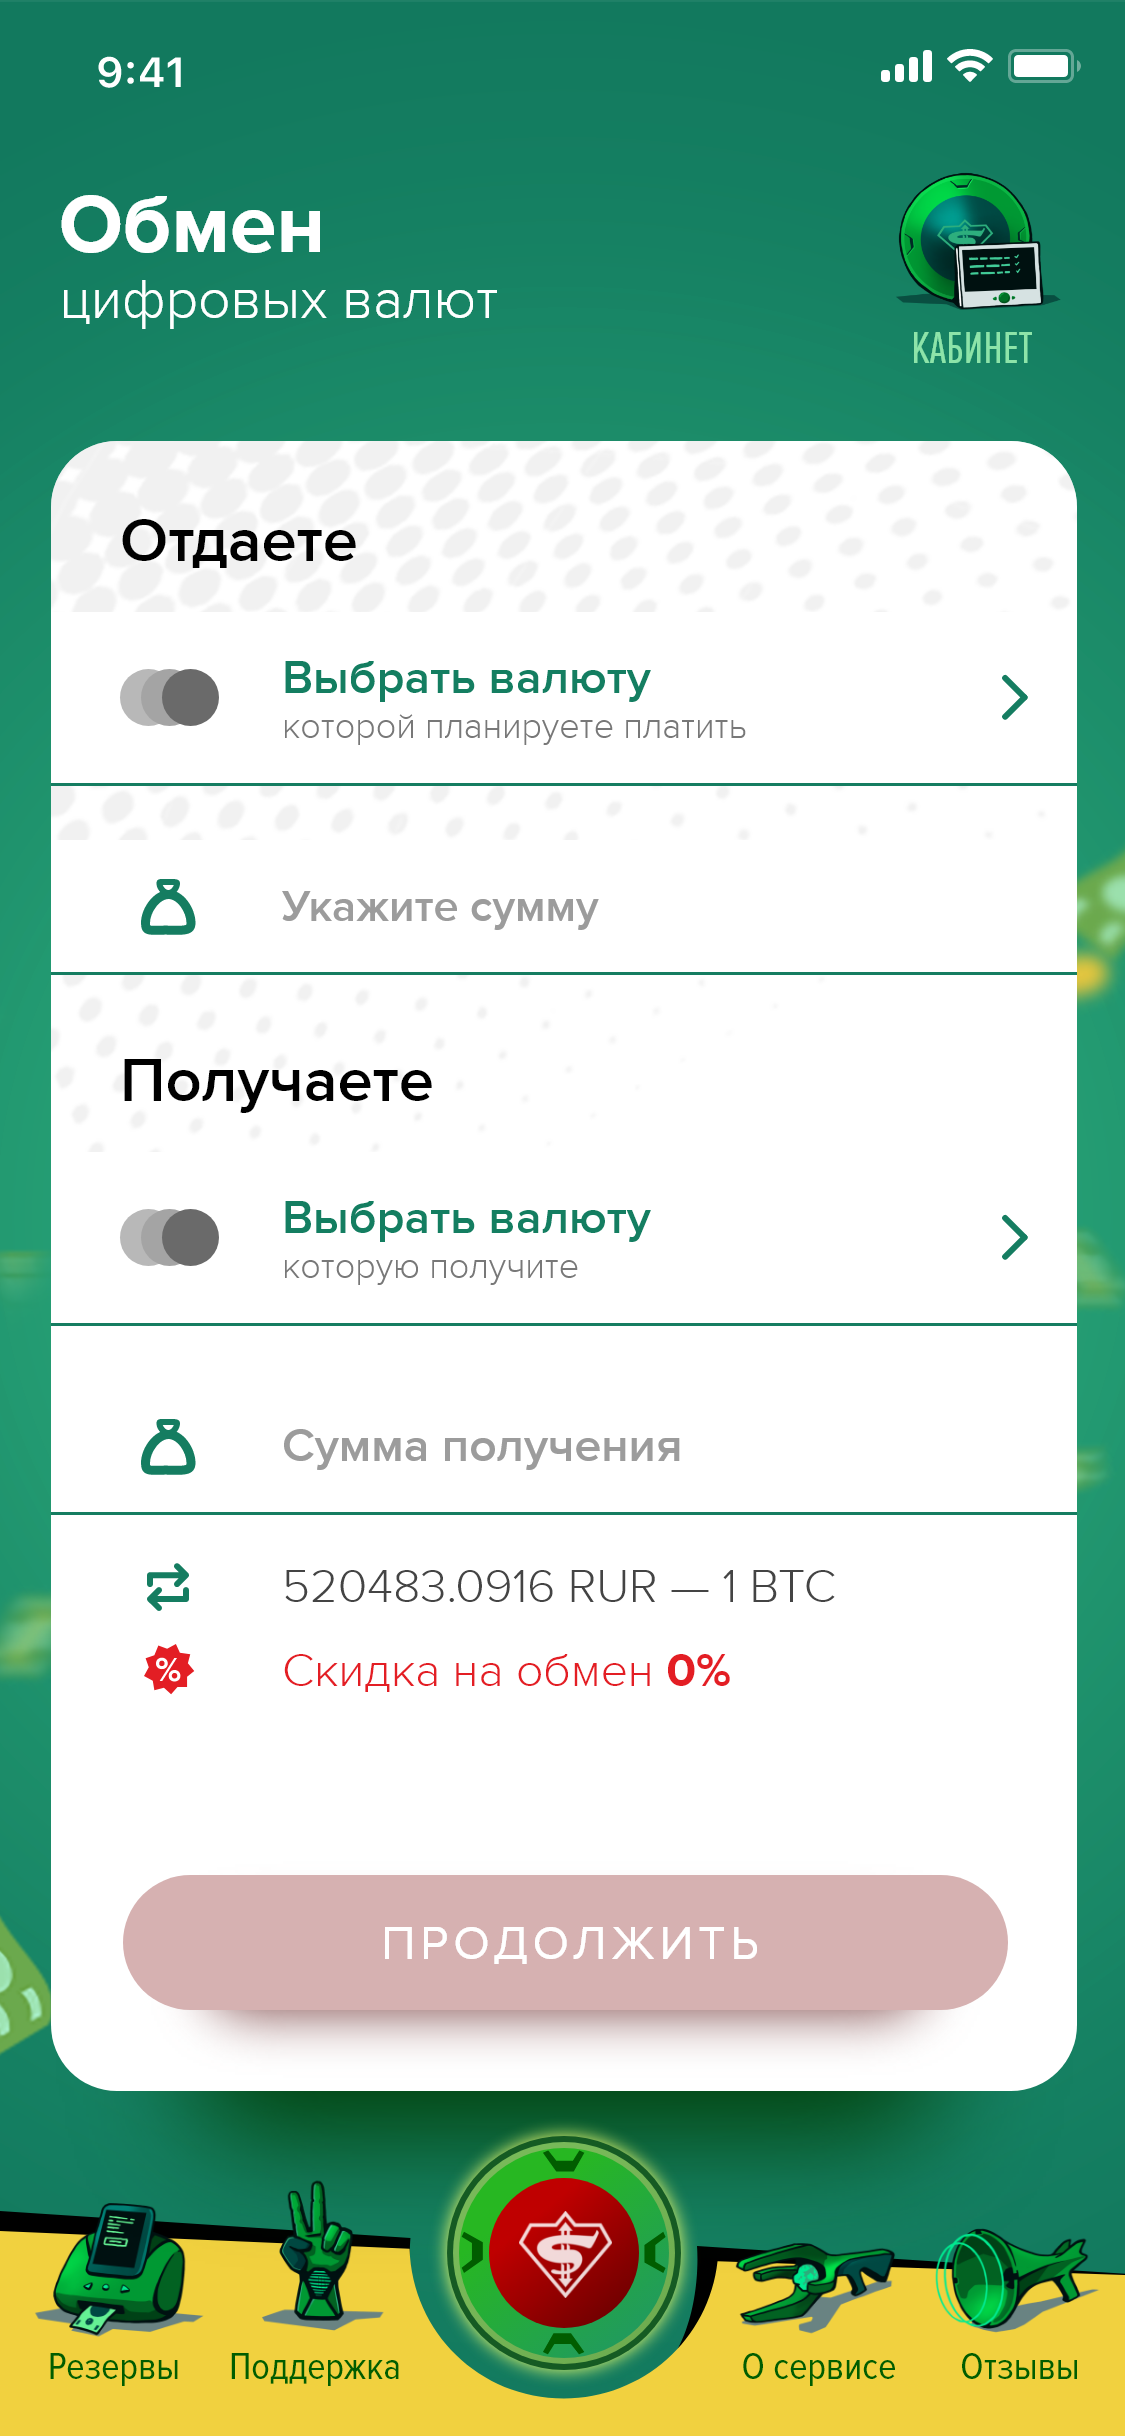 9:41
Обмен
цифровых валют
КАБИНЕТ
Отдаете
Выбрать валюту
которой планируете платить
Укажите сумму
Получаете
Выбрать валюту
которую получите
Сумма получения
520483.0916 RUR — 1 BTC
% Скидка на обмен 0%
ПРОДОЛЖИТЬ
Резервы
Поддержка
О сервисе
Отзывы